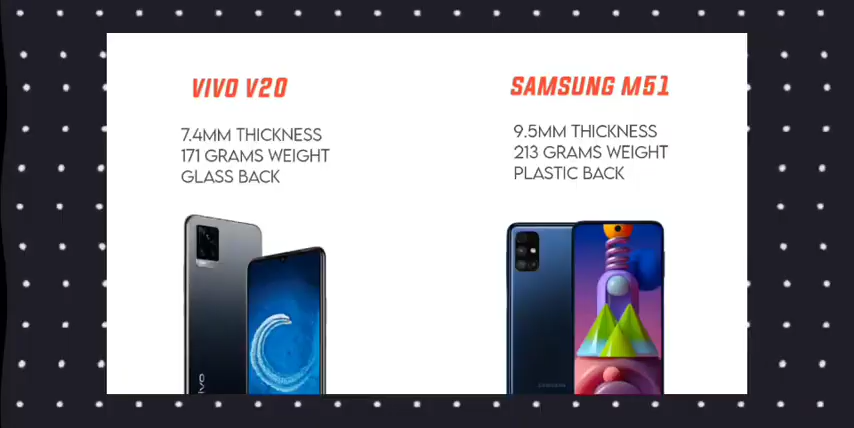 VIVO V20
7.4MM THICKNESS
171 GRAMS WEIGHT
GLASS BACK
SAMSUNG M51
9.5MM THICKNESS
213 GRAMS WEIGHT
PLASTIC BACK
SAMSUNG